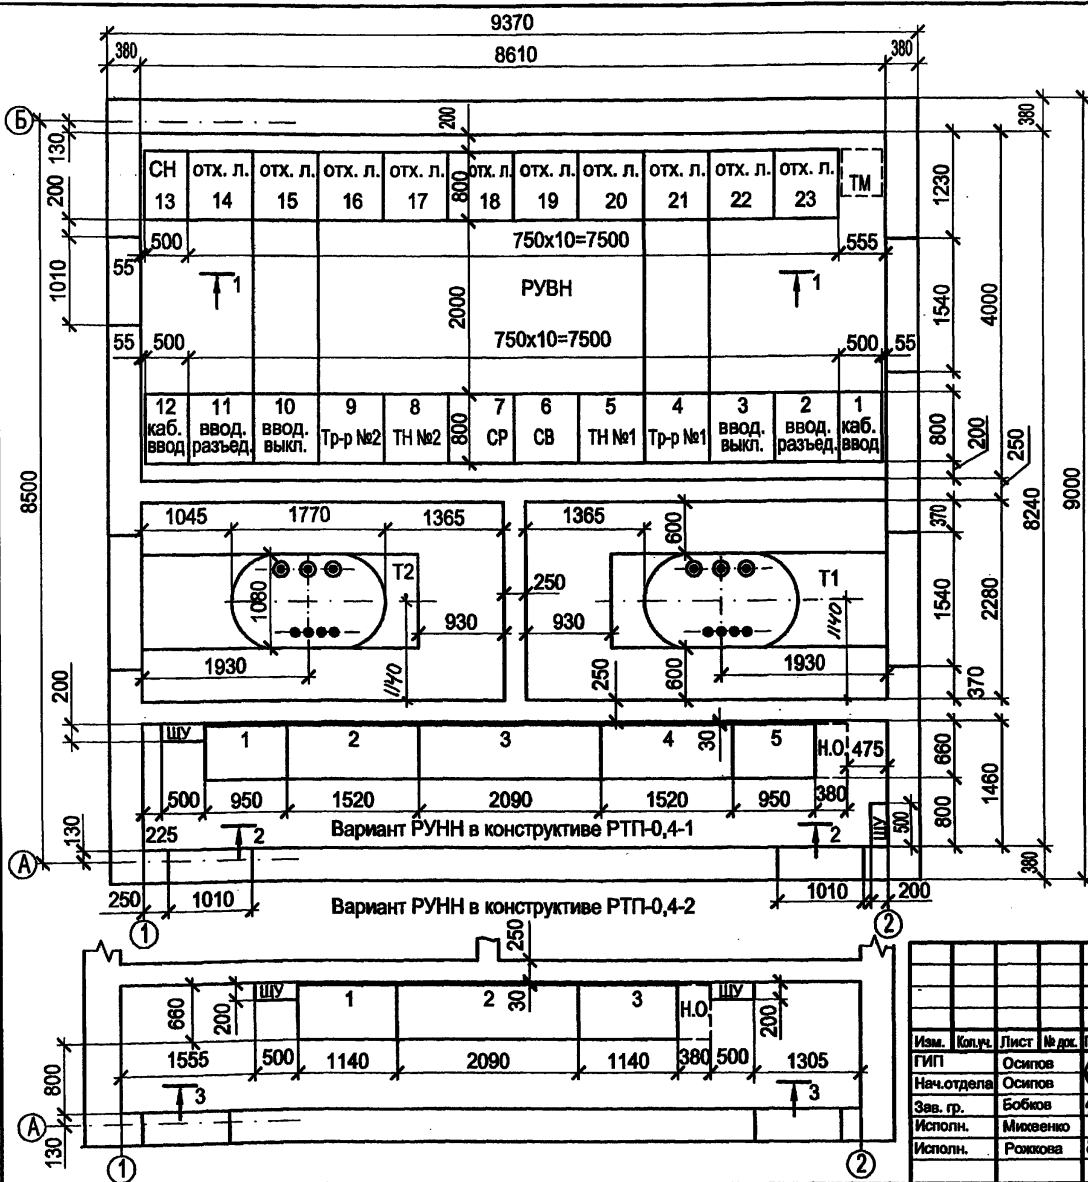 9370
380 8610 380
Б
200 380
130
СН отх. л. отх. л. отх. л. отх. л. отх. л. отх. л. отх. л. отх. л. отх. л. отх. л. ТМ
13 14 15 16 17 800 18 19 20 21 22 23
200 1230
500 750x10=7500 555
55
1010 1 РУВН 1
2000 1540 4000
55 500 750x10=7500 500 55
12 11 10 9 8 7 6 5 4 3 2 1
каб. ввод. ввод. Тр-р №2 ТН №2 800 СР СВ ТН №1 Тр-р №1 ввод. ввод. каб.
ввод разъед. выкл. выкл. разъед. ввод
800 200 250
8500 8240 9000
1045 1770 1365 1365 600 370
Т2 Т1
1080 250 1540 2280
930 930 1140
1930 1140 1930
200 250 600 370
ЩУ 1 2 3 4 30 5 Н.О 475
660 1460
500 950 1520 2090 1520 950 380
225 2 Вариант РУНН в конструктиве РТП-0,4-1 2 ЩУ 500 800
130
А 380
250 1010 Вариант РУНН в конструктиве РТП-0,4-2 1010 200
1 2
250
ЩУ 1 2 30 3 Н.О ЩУ
660 200 200
1555 500 1140 2090 1140 380 500 1305
800 3 3
А
130
1 2
Изм. Кол.уч. Лист № док.
ГИП Осипов
Нач.отдела Осипов
Зав. гр. Бобков
Исполн. Михвенко
Исполн. Рожкова